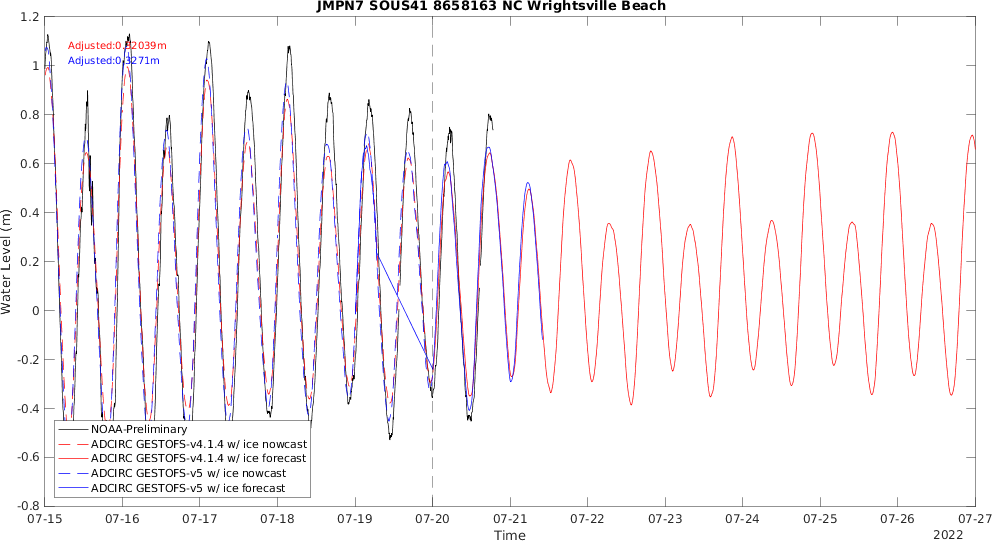 JMPN7 SOUS41 8658163 NC Wrightsville Beach
Adjusted:0.32039m
Adjusted:0.3271m
Water Level (m)
1.2
1
0.8
0.6
0.4
0.2
0
-0.2
-0.4
-0.6
-0.8
NOAA-Preliminary
ADCIRC GESTOFS-v4.1.4 w/ ice nowcast
ADCIRC GESTOFS-v4.1.4 w/ ice forecast
ADCIRC GESTOFS-v5 w/ ice nowcast
ADCIRC GESTOFS-v5 w/ ice forecast
07-15 07-16 07-17 07-18 07-19 07-20 07-21 07-22 07-23 07-24 07-25 07-26 07-27
Time
2022